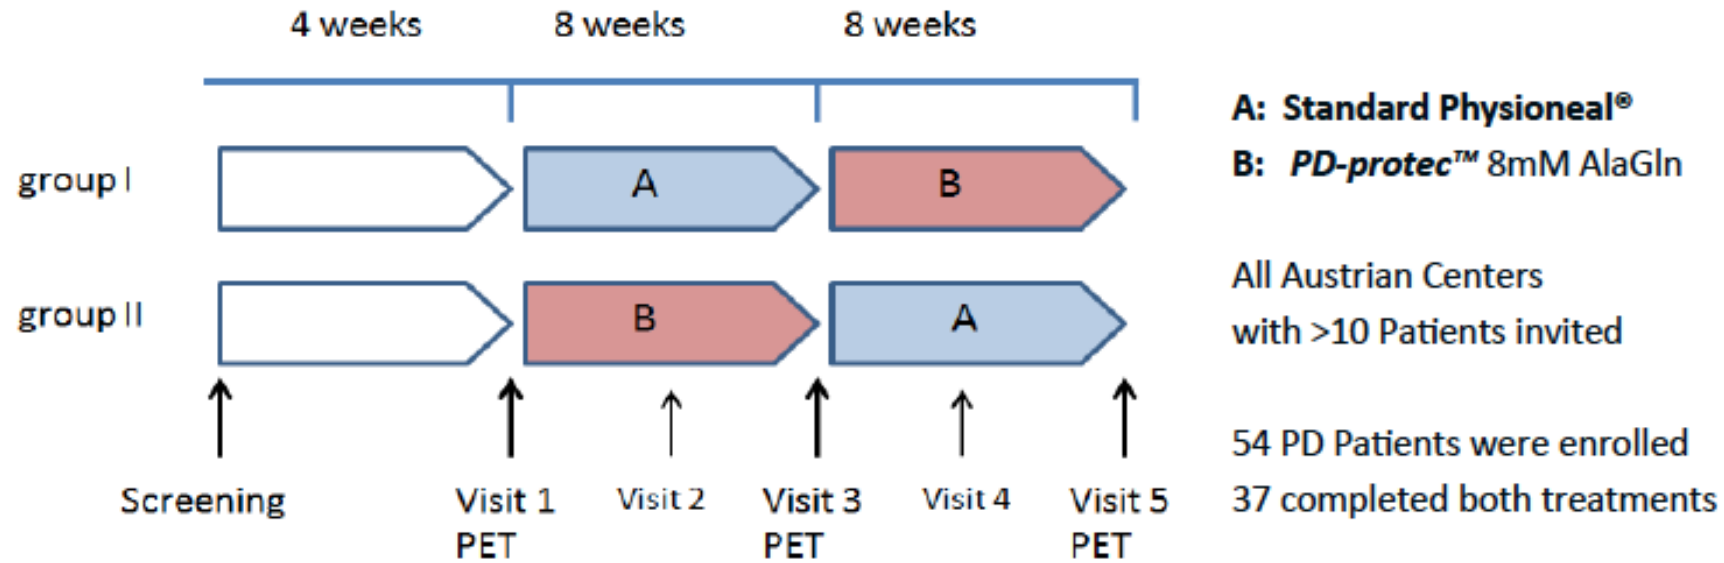 4 weeks 8 weeks 8 weeks
A: Standard Physioneal®
B: PD-protec™ 8mM AlaGln
group I A B
group II B A
All Austrian Centers
with >10 Patients invited
54 PD Patients were enrolled
37 completed both treatments
Screening Visit 1 Visit 2 Visit 3 Visit 4 Visit 5
PET PET PET